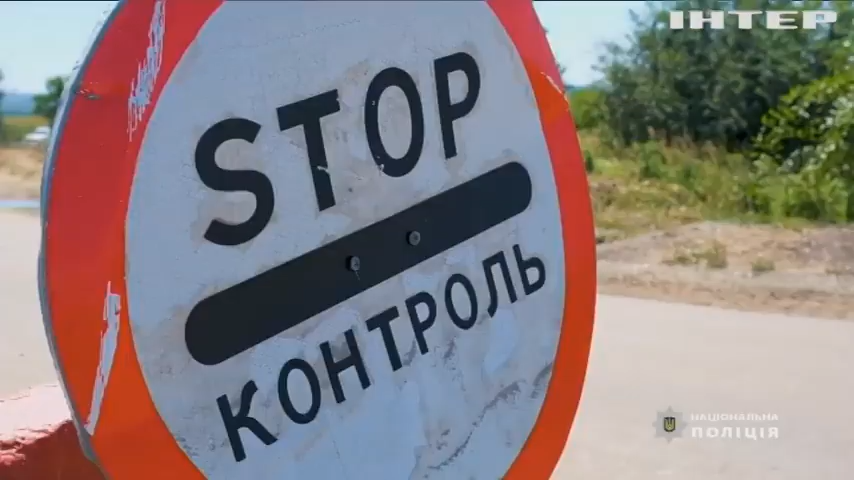 ІНТЕР
STOP
КОНТРОЛЬ
НАЦІОНАЛЬНА
ПОЛІЦІЯ